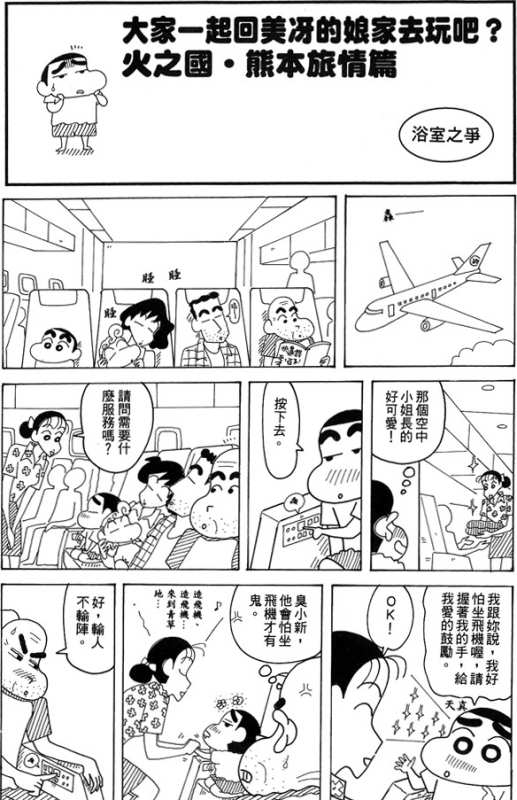 大家一起回美冴的娘家去玩吧？
火之國・熊本旅情篇
浴室之爭
轟——
睡
睡
睡
那個空中
小姐長的
好可愛！
按下去。
請問需要什
麼服務嗎？
我跟妳說，我好
怕坐飛機喔，請
握著我的手，給
我愛的鼓勵。
天真
OK！
臭小新，
他會怕坐
飛機才有
鬼。
造飛機、
造飛機…
來到青草
地…
好，輸人
不輸陣。